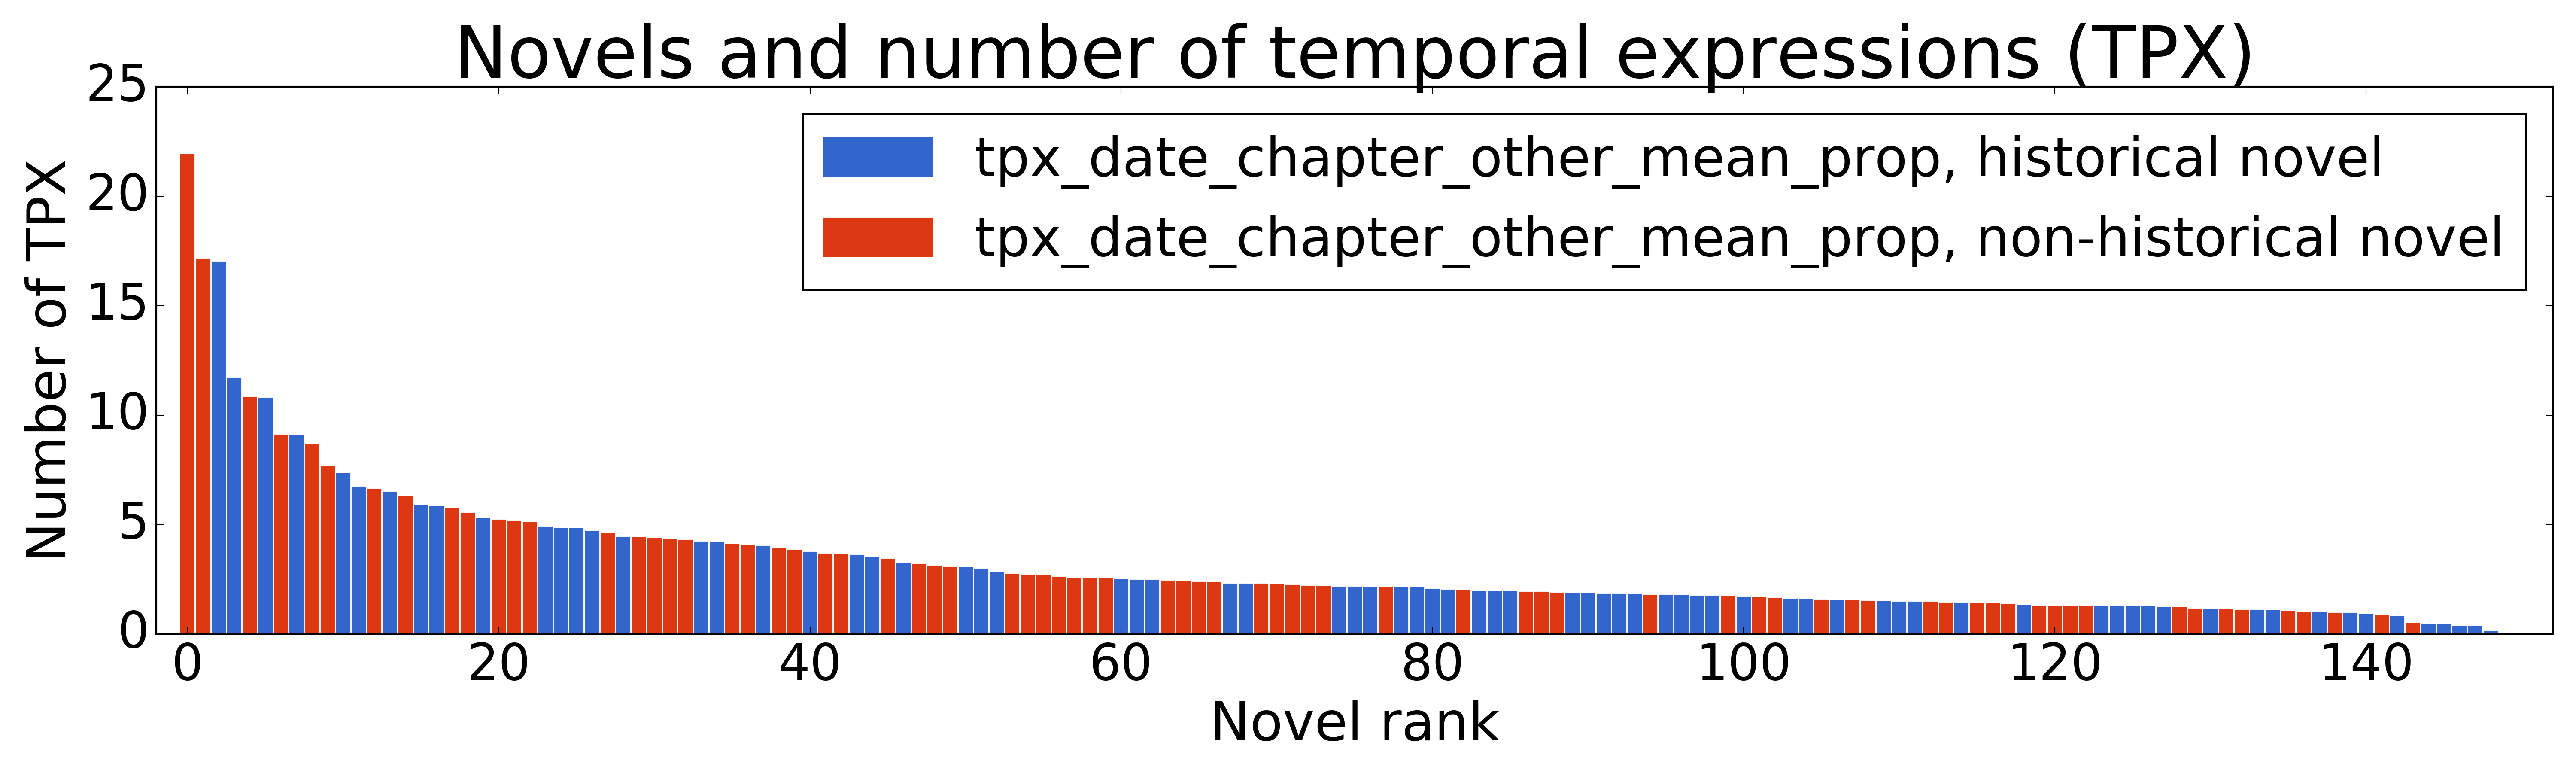 Novels and number of temporal expressions (TPX)
25
20
15
10
5
0
Number of TPX
tpx_date_chapter_other_mean_prop, historical novel
tpx_date_chapter_other_mean_prop, non-historical novel
0 20 40 60 80 100 120 140
Novel rank